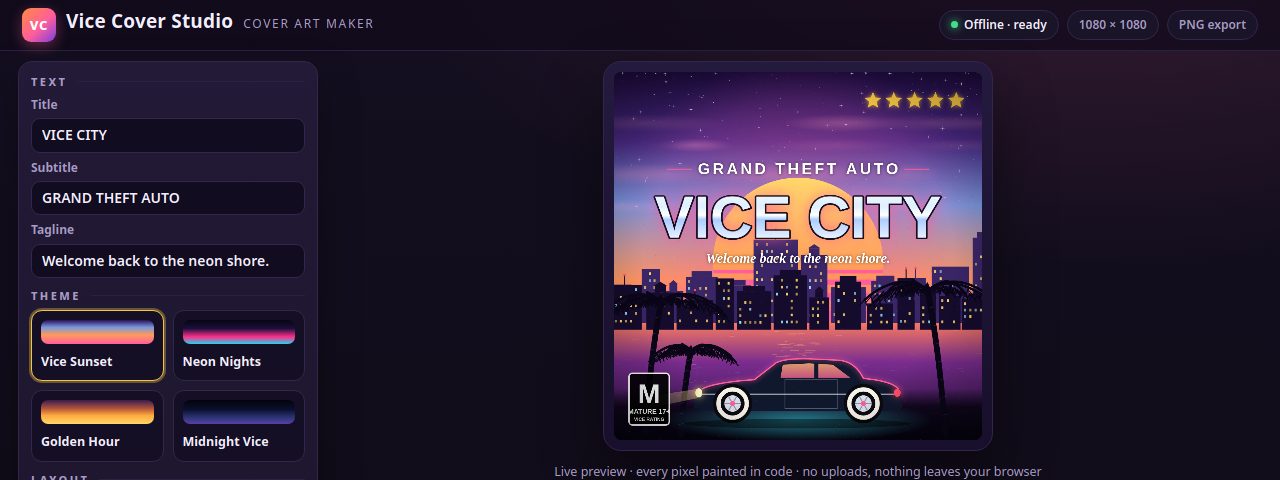 VC Vice Cover Studio COVER ART MAKER Offline · ready 1080 × 1080 PNG export
TEXT
Title
VICE CITY
Subtitle
GRAND THEFT AUTO
Tagline
Welcome back to the neon shore.
THEME
Vice Sunset Neon Nights
Golden Hour Midnight Vice
LAYOUT
GRAND THEFT AUTO
VICE CITY
Welcome back to the neon shore.
M
MATURE 17+
VICE RATING
Live preview · every pixel painted in code · no uploads, nothing leaves your browser